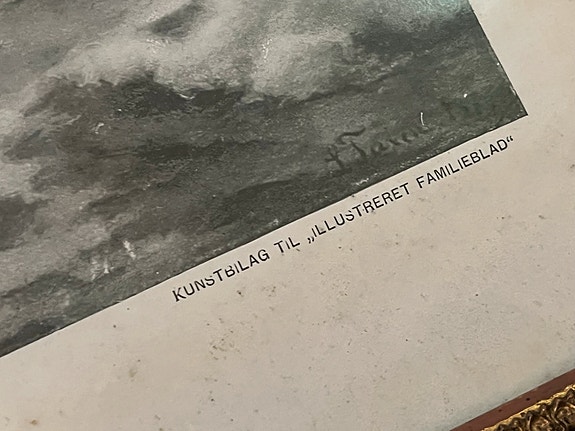 KUNSTBILAG TIL „ILLUSTRERET FAMILIEBLAD“